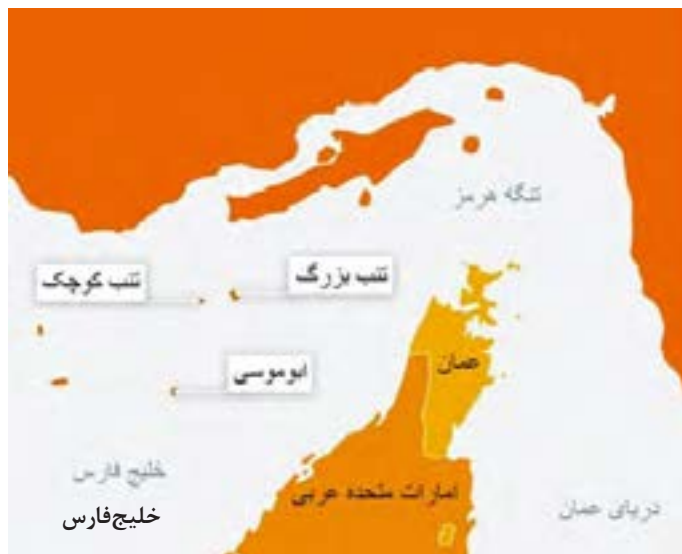 تنگه هرمز
تنب بزرگ
تنب کوچک
عمان
ابوموسی
خلیج فارس
امارات متحده عربی
دریای عمان
خلیج‌فارس